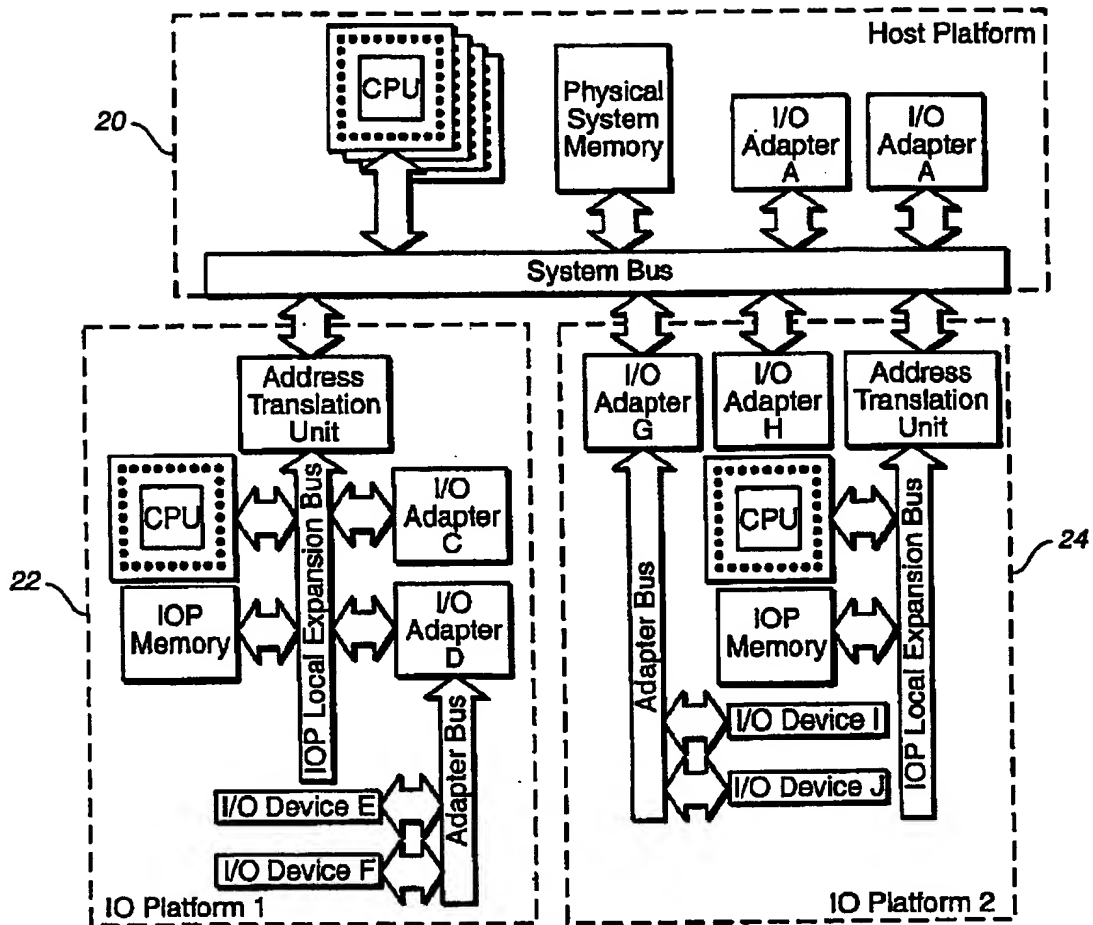 Host Platform
20
CPU
Physical
System
Memory
I/O
Adapter
A
I/O
Adapter
A
System Bus
22
Address
Translation
Unit
CPU
IOP
Memory
IOP Local Expansion Bus
I/O
Adapter
C
I/O
Adapter
D
Adapter Bus
I/O Device E
I/O Device F
IO Platform 1
24
I/O
Adapter
G
I/O
Adapter
H
Address
Translation
Unit
Adapter Bus
CPU
IOP
Memory
IOP Local Expansion Bus
I/O Device I
I/O Device J
IO Platform 2